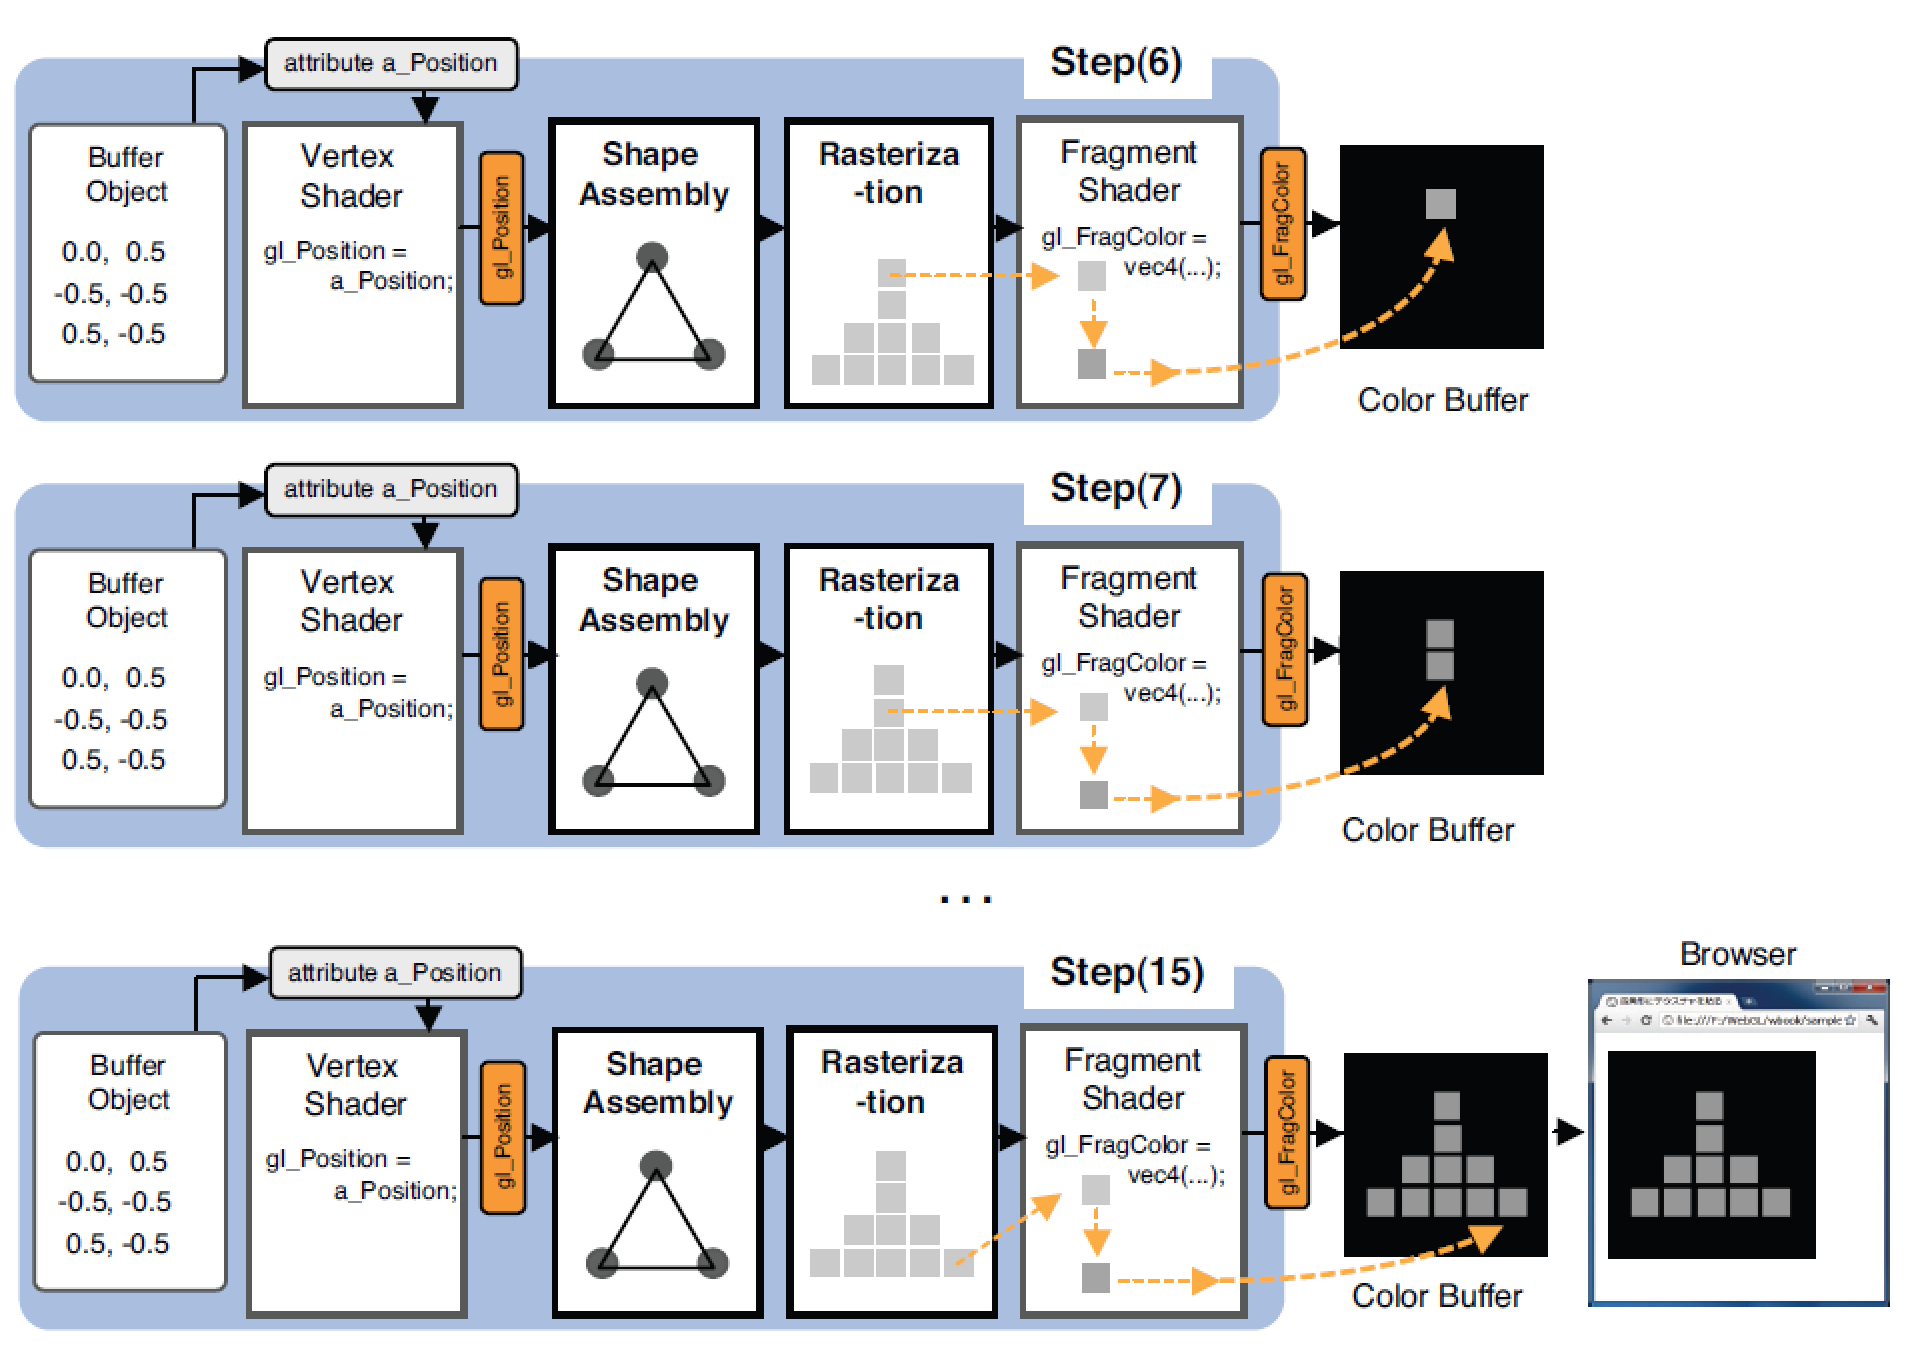 attribute a_Position
Step(6)
Buffer
Object
0.0, 0.5
-0.5, -0.5
0.5, -0.5
Vertex
Shader
gl_Position =
a_Position;
gl_Position
Shape
Assembly
Rasteriza
-tion
Fragment
Shader
gl_FragColor =
vec4(...);
gl_FragColor
Color Buffer
attribute a_Position
Step(7)
Buffer
Object
0.0, 0.5
-0.5, -0.5
0.5, -0.5
Vertex
Shader
gl_Position =
a_Position;
gl_Position
Shape
Assembly
Rasteriza
-tion
Fragment
Shader
gl_FragColor =
vec4(...);
gl_FragColor
Color Buffer
...
attribute a_Position
Step(15)
Buffer
Object
0.0, 0.5
-0.5, -0.5
0.5, -0.5
Vertex
Shader
gl_Position =
a_Position;
gl_Position
Shape
Assembly
Rasteriza
-tion
Fragment
Shader
gl_FragColor =
vec4(...);
gl_FragColor
Color Buffer
Browser
file:///F:/WebGL/wbook/sample